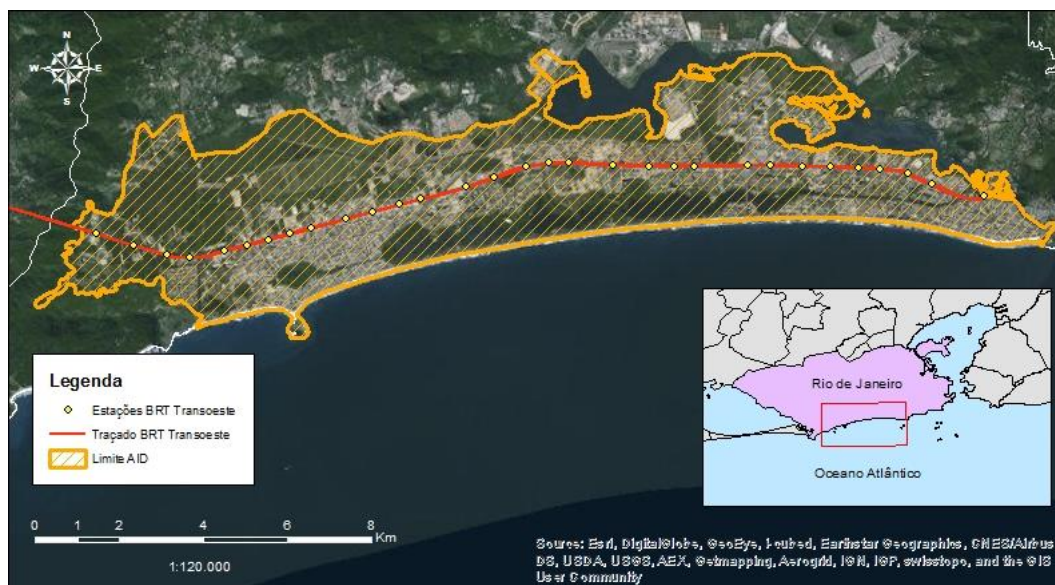 N
W E
S
Rio de Janeiro
Oceano Atlântico
Legenda
Estações BRT Transoeste
Traçado BRT Transoeste
Limite AID
0 1 2 4 6 8
Km
1:120.000
Source: Esri, DigitalGlobe, GeoEye, i-cubed, Earthstar Geographics, CNES/Airbus
DS, USDA, USGS, AEX, Getmapping, Aerogrid, IGN, IGP, swisstopo, and the GIS
User Community